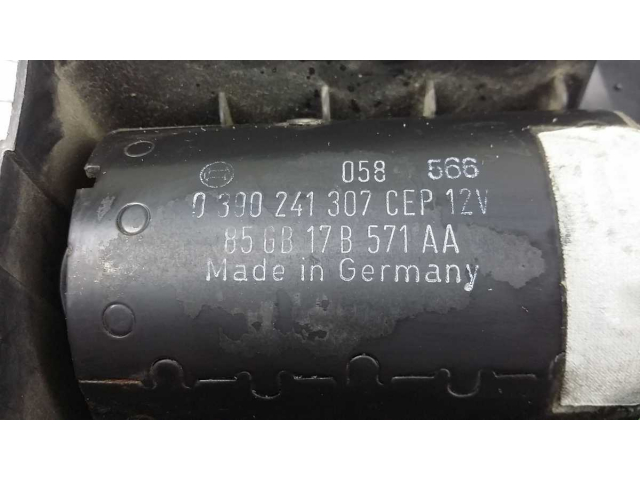 058 566
0 390 241 307 CEP 12V
85 GB 17 B 571 AA
Made in Germany